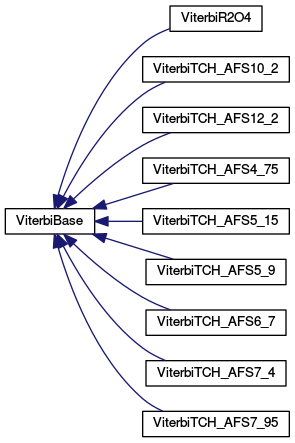 ViterbiR2O4
ViterbiTCH_AFS10_2
ViterbiTCH_AFS12_2
ViterbiTCH_AFS4_75
ViterbiBase
ViterbiTCH_AFS5_15
ViterbiTCH_AFS5_9
ViterbiTCH_AFS6_7
ViterbiTCH_AFS7_4
ViterbiTCH_AFS7_95